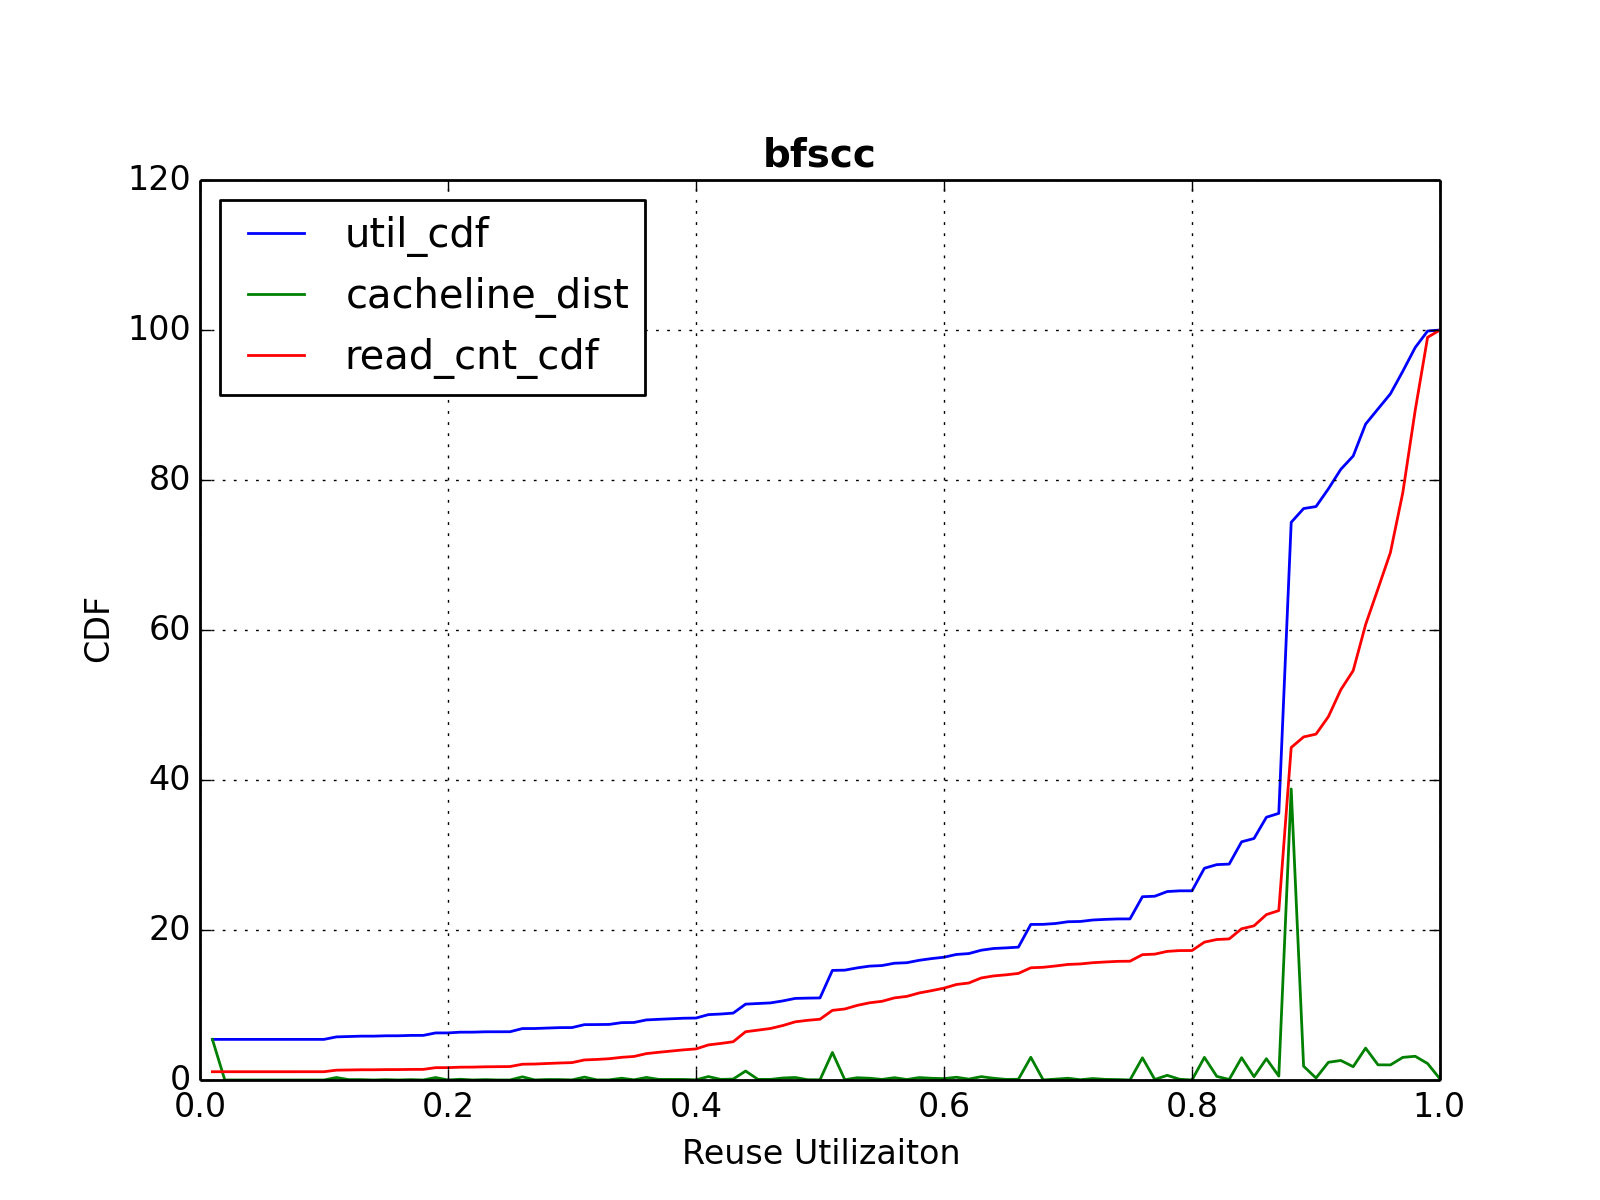 bfscc
120
100
80
60
40
20
0
util_cdf
cacheline_dist
read_cnt_cdf
CDF
0.0 0.2 0.4 0.6 0.8 1.0
Reuse Utilizaiton